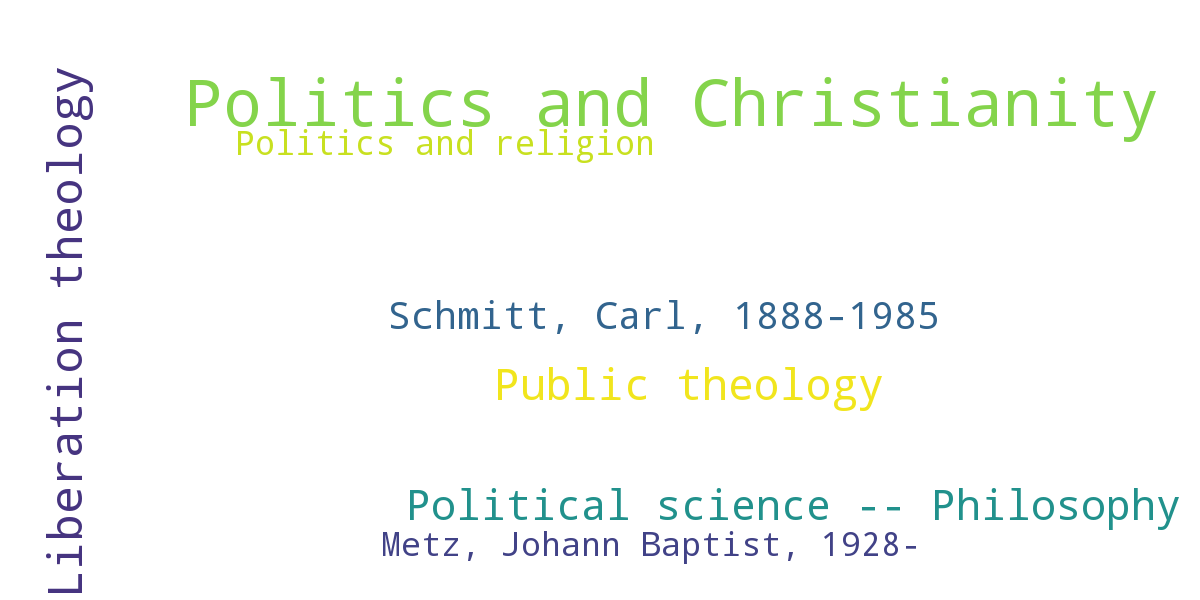 Liberation theology
Politics and Christianity
Politics and religion
Schmitt, Carl, 1888-1985
Public theology
Political science -- Philosophy
Metz, Johann Baptist, 1928-